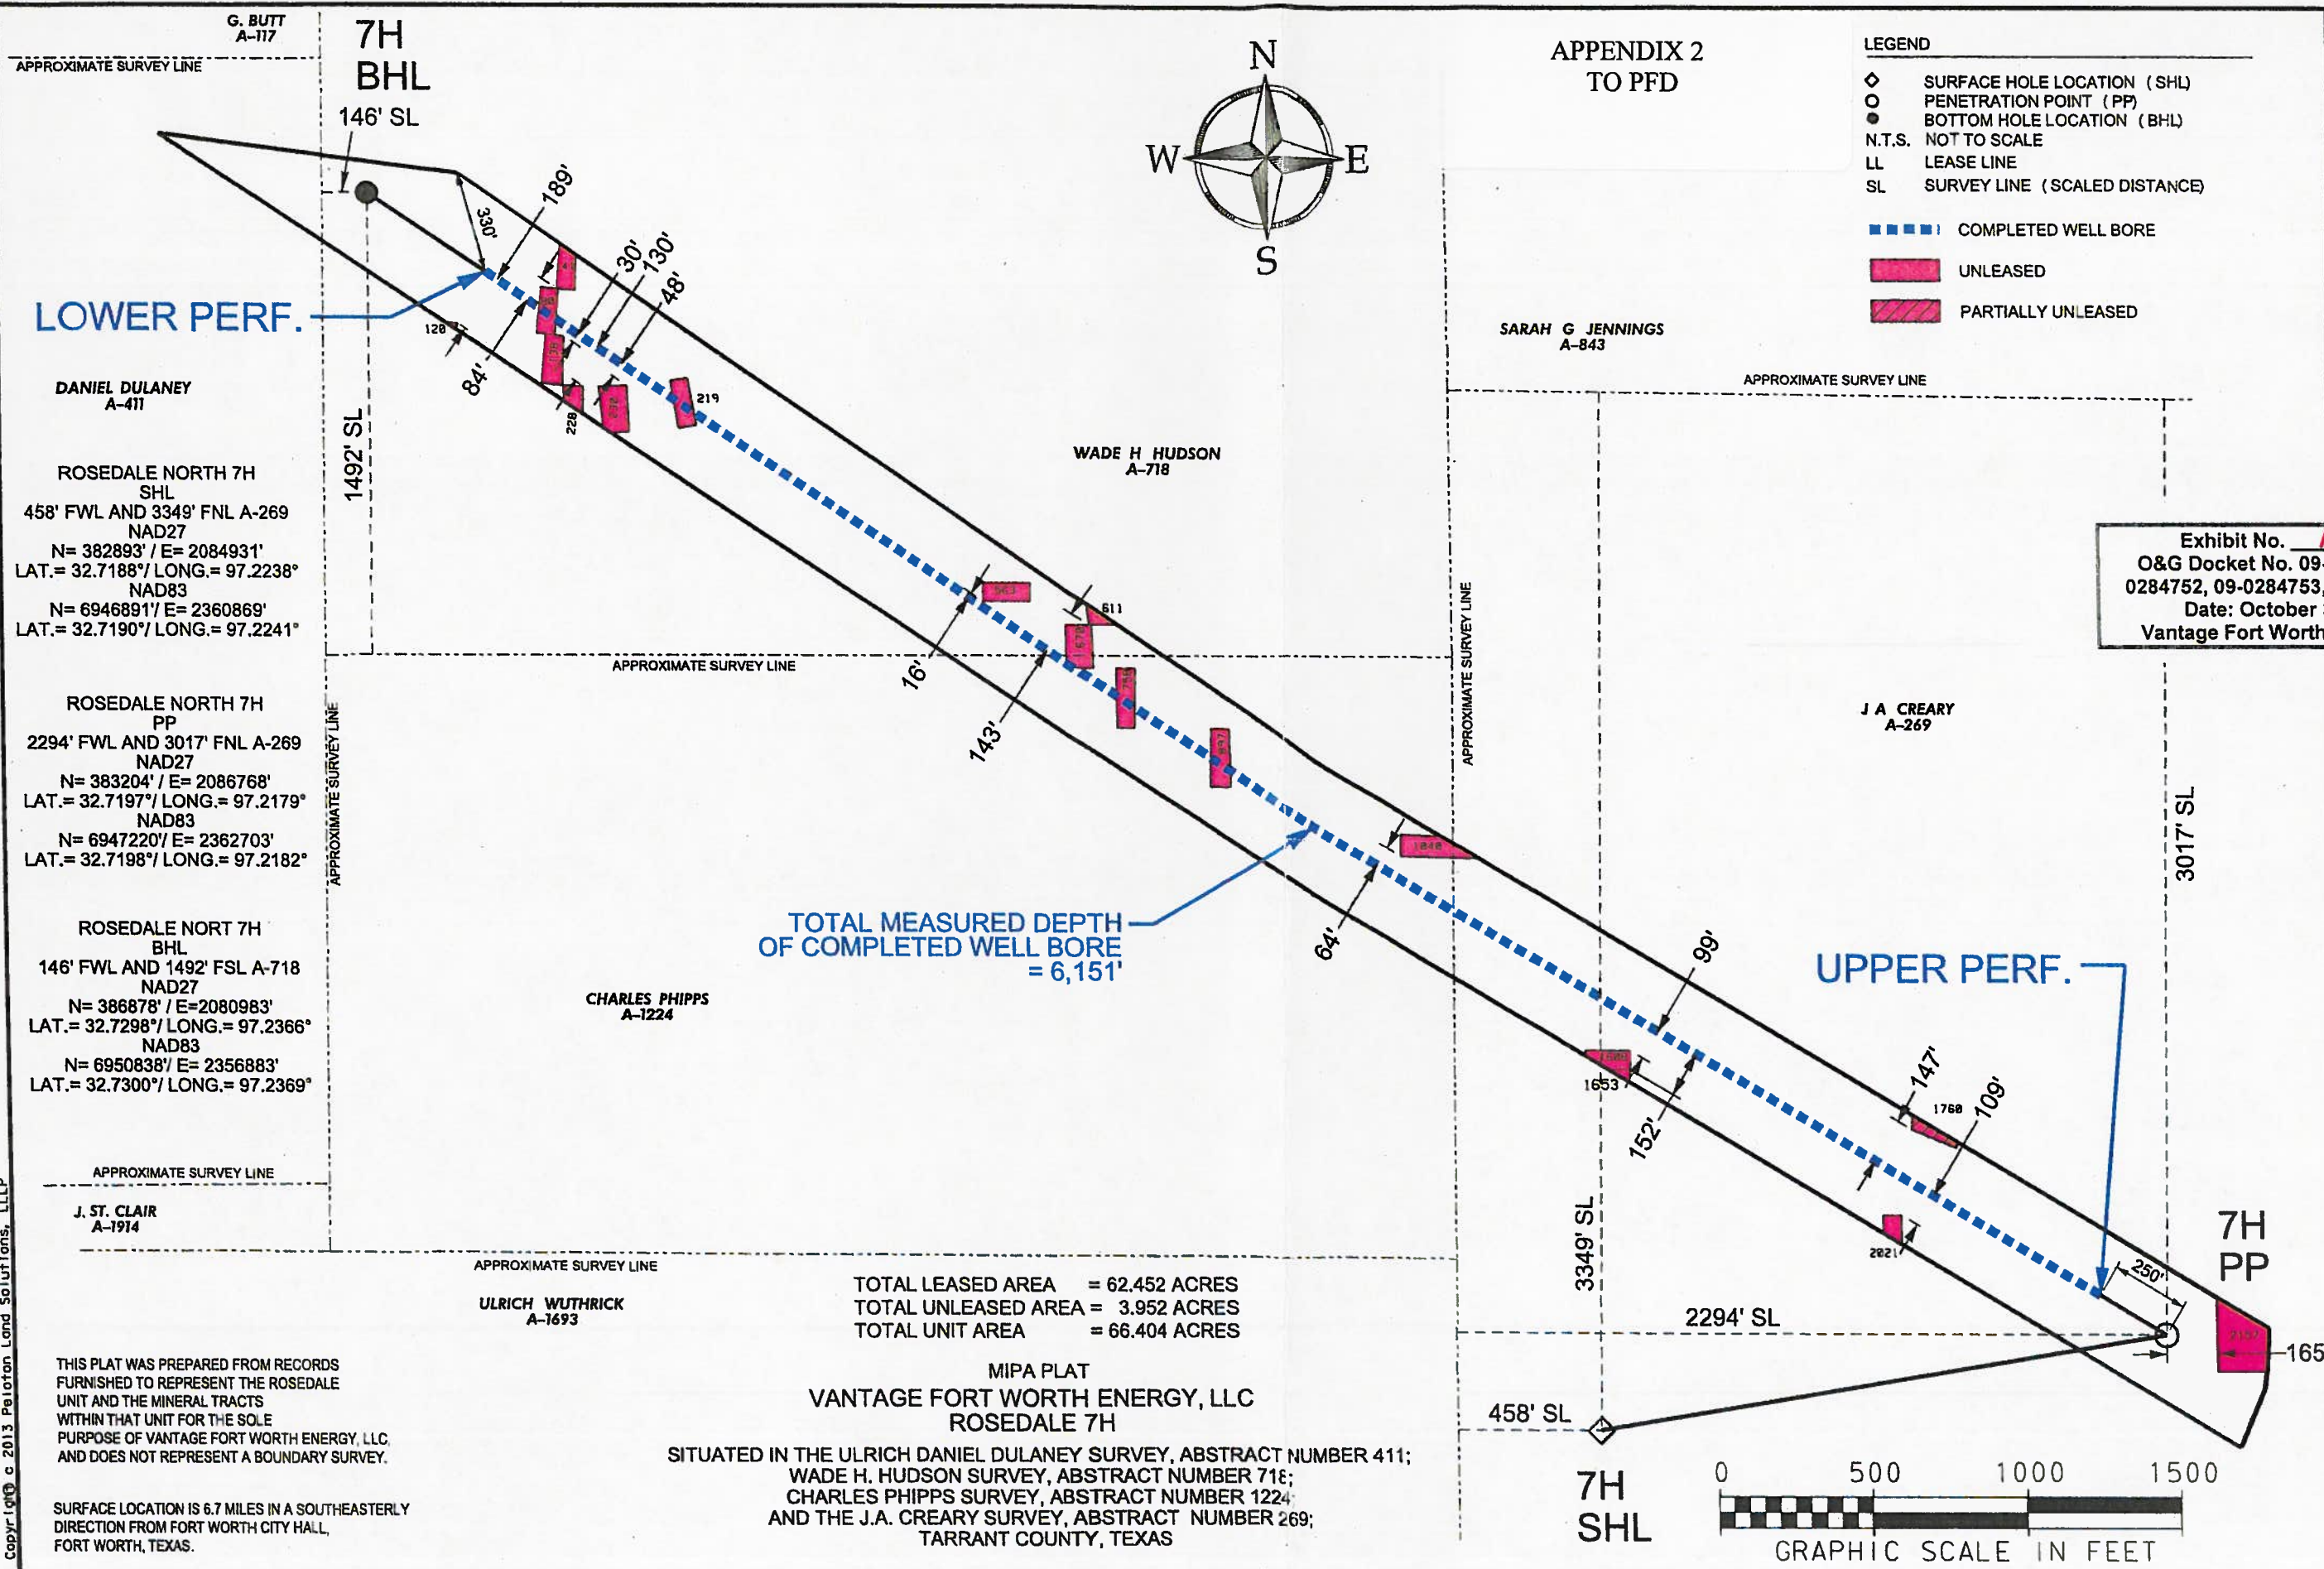 G. BUTT
A-117
APPROXIMATE SURVEY LINE
7H
BHL
146' SL
N
W
E
S
APPENDIX 2
TO PFD
LEGEND
SURFACE HOLE LOCATION (SHL)
PENETRATION POINT (PP)
BOTTOM HOLE LOCATION (BHL)
N.T.S. NOT TO SCALE
LL LEASE LINE
SL SURVEY LINE (SCALED DISTANCE)
COMPLETED WELL BORE
UNLEASED
PARTIALLY UNLEASED
330'
189'
30'
130'
48'
LOWER PERF.
120
84'
228
219
DANIEL DULANEY
A-411
1492' SL
WADE H HUDSON
A-718
SARAH G JENNINGS
A-843
APPROXIMATE SURVEY LINE
ROSEDALE NORTH 7H
SHL
458' FWL AND 3349' FNL A-269
NAD27
N= 382893' / E= 2084931'
LAT.= 32.7188°/ LONG.= 97.2238°
NAD83
N= 6946891'/ E= 2360869'
LAT.= 32.7190°/ LONG.= 97.2241°
Exhibit No.
O&G Docket No. 09-
0284752, 09-0284753,
Date: October
Vantage Fort Worth
611
16'
143'
APPROXIMATE SURVEY LINE
APPROXIMATE SURVEY LINE
APPROXIMATE SURVEY LINE
ROSEDALE NORTH 7H
PP
2294' FWL AND 3017' FNL A-269
NAD27
N= 383204' / E= 2086768'
LAT.= 32.7197°/ LONG.= 97.2179°
NAD83
N= 6947220'/ E= 2362703'
LAT.= 32.7198°/ LONG.= 97.2182°
J A CREARY
A-269
3017' SL
1040
TOTAL MEASURED DEPTH
OF COMPLETED WELL BORE
= 6,151'
64'
99'
UPPER PERF.
ROSEDALE NORT 7H
BHL
146' FWL AND 1492' FSL A-718
NAD27
N= 386878' / E=2080983'
LAT.= 32.7298°/ LONG.= 97.2366°
NAD83
N= 6950838'/ E= 2356883'
LAT.= 32.7300°/ LONG.= 97.2369°
CHARLES PHIPPS
A-1224
1653
152'
147'
1760
109'
2021
3349' SL
250'
7H
PP
2157
165
APPROXIMATE SURVEY LINE
J. ST. CLAIR
A-1914
APPROXIMATE SURVEY LINE
ULRICH WUTHRICK
A-1693
TOTAL LEASED AREA = 62.452 ACRES
TOTAL UNLEASED AREA = 3.952 ACRES
TOTAL UNIT AREA = 66.404 ACRES
2294' SL
458' SL
7H
SHL
THIS PLAT WAS PREPARED FROM RECORDS
FURNISHED TO REPRESENT THE ROSEDALE
UNIT AND THE MINERAL TRACTS
WITHIN THAT UNIT FOR THE SOLE
PURPOSE OF VANTAGE FORT WORTH ENERGY, LLC,
AND DOES NOT REPRESENT A BOUNDARY SURVEY.
SURFACE LOCATION IS 6.7 MILES IN A SOUTHEASTERLY
DIRECTION FROM FORT WORTH CITY HALL,
FORT WORTH, TEXAS.
MIPA PLAT
VANTAGE FORT WORTH ENERGY, LLC
ROSEDALE 7H
SITUATED IN THE ULRICH DANIEL DULANEY SURVEY, ABSTRACT NUMBER 411;
WADE H. HUDSON SURVEY, ABSTRACT NUMBER 718;
CHARLES PHIPPS SURVEY, ABSTRACT NUMBER 1224
AND THE J.A. CREARY SURVEY, ABSTRACT NUMBER 269;
TARRANT COUNTY, TEXAS
0 500 1000 1500
GRAPHIC SCALE IN FEET
Copyright c 2013 Peloton Land Solutions, LLLP